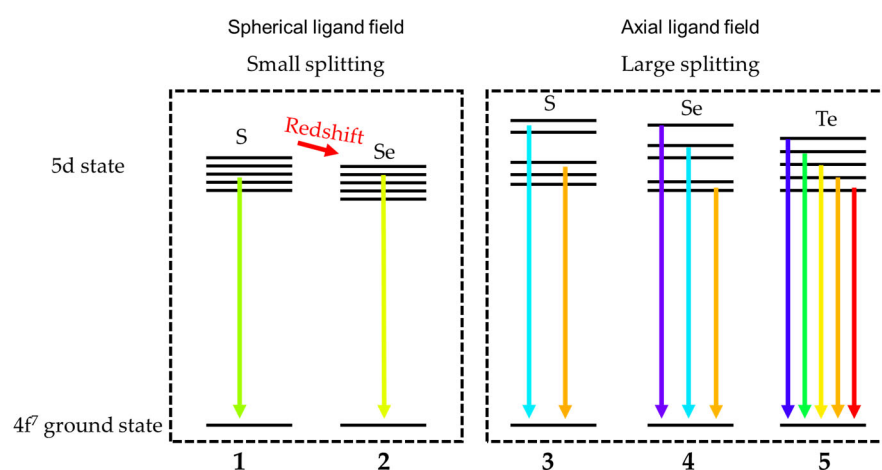 Spherical ligand field
Axial ligand field
Small splitting
Large splitting
S
Redshift
Se
S
Se
Te
5d state
4f⁷ ground state
1
2
3
4
5